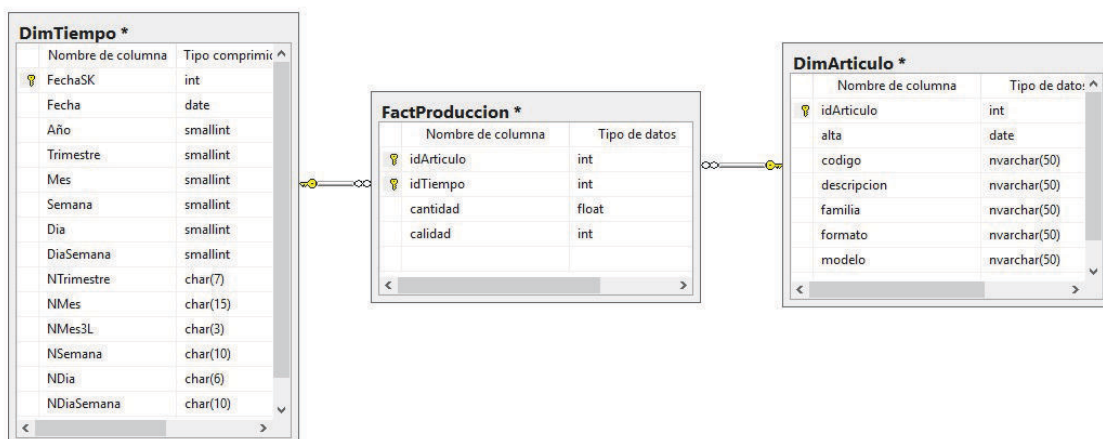 DimTiempo *
Nombre de columna Tipo comprimic
FechaSK int
Fecha date
Año smallint
Trimestre smallint
Mes smallint
Semana smallint
Dia smallint
DiaSemana smallint
NTrimestre char(7)
NMes char(15)
NMes3L char(3)
NSemana char(10)
NDia char(6)
NDiaSemana char(10)
FactProduccion *
Nombre de columna Tipo de datos
idArticulo int
idTiempo int
cantidad float
calidad int
DimArticulo *
Nombre de columna Tipo de datos
idArticulo int
alta date
codigo nvarchar(50)
descripcion nvarchar(50)
familia nvarchar(50)
formato nvarchar(50)
modelo nvarchar(50)